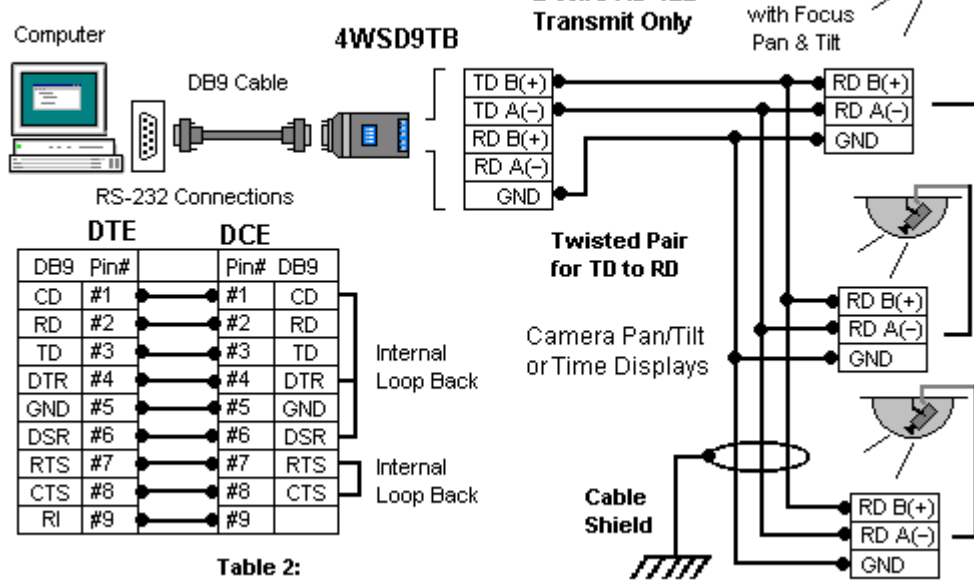 Transmit Only
with Focus
Pan & Tilt
Computer
4WSD9TB
DB9 Cable
TD B(+)
TD A(−)
RD B(+)
RD A(−)
GND
RD B(+)
RD A(−)
GND
RS-232 Connections
DTE DCE
DB9 Pin# Pin# DB9
CD #1 #1 CD
RD #2 #2 RD
TD #3 #3 TD
DTR #4 #4 DTR
GND #5 #5 GND
DSR #6 #6 DSR
RTS #7 #7 RTS
CTS #8 #8 CTS
RI #9 #9
Internal
Loop Back
Internal
Loop Back
Twisted Pair
for TD to RD
Camera Pan/Tilt
or Time Displays
RD B(+)
RD A(−)
GND
Cable
Shield
RD B(+)
RD A(−)
GND
Table 2: